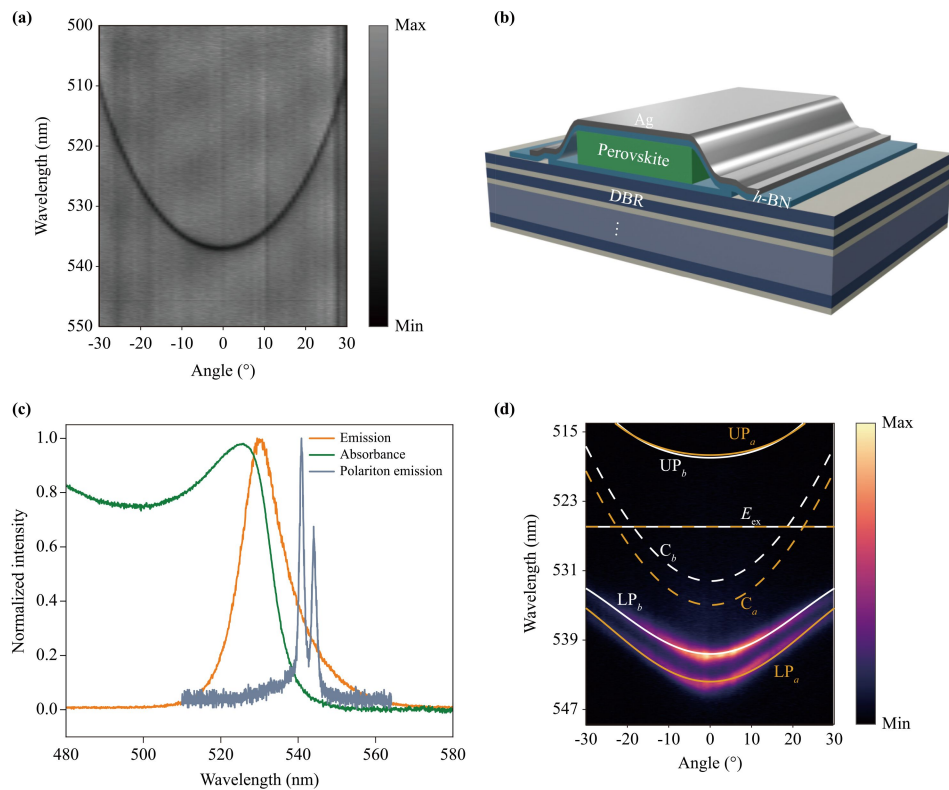 (a)
500
510
520
530
540
550
Wavelength (nm)
-30
-20
-10
0
10
20
30
Angle (°)
Max
Min
(b)
Ag
Perovskite
h-BN
DBR
⋮
(c)
Normalized intensity
1.0
0.8
0.6
0.4
0.2
0.0
Emission
Absorbance
Polariton emission
480
500
520
540
560
580
Wavelength (nm)
(d)
Wavelength (nm)
515
523
531
539
547
UPa
UPb
Eex
Cb
Ca
LPb
LPa
-30
-20
-10
0
10
20
30
Angle (°)
Max
Min